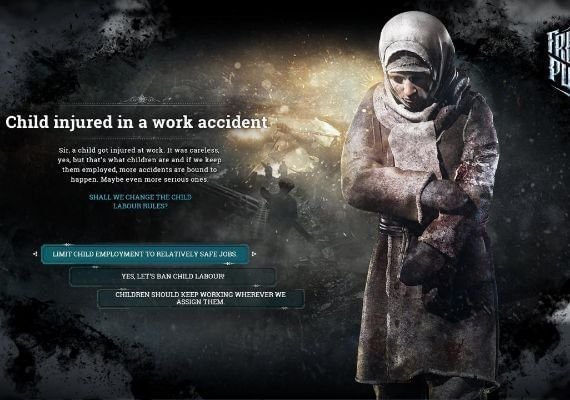 Child injured in a work accident
Sir, a child got injured at work. It was careless,
yes, but that's what children are and if we keep
them employed, more accidents are bound to
happen. Maybe even more serious ones.
SHALL WE CHANGE THE CHILD
LABOUR RULES?
LIMIT CHILD EMPLOYMENT TO RELATIVELY SAFE JOBS.
YES, LET'S BAN CHILD LABOUR!
CHILDREN SHOULD KEEP WORKING WHEREVER WE
ASSIGN THEM